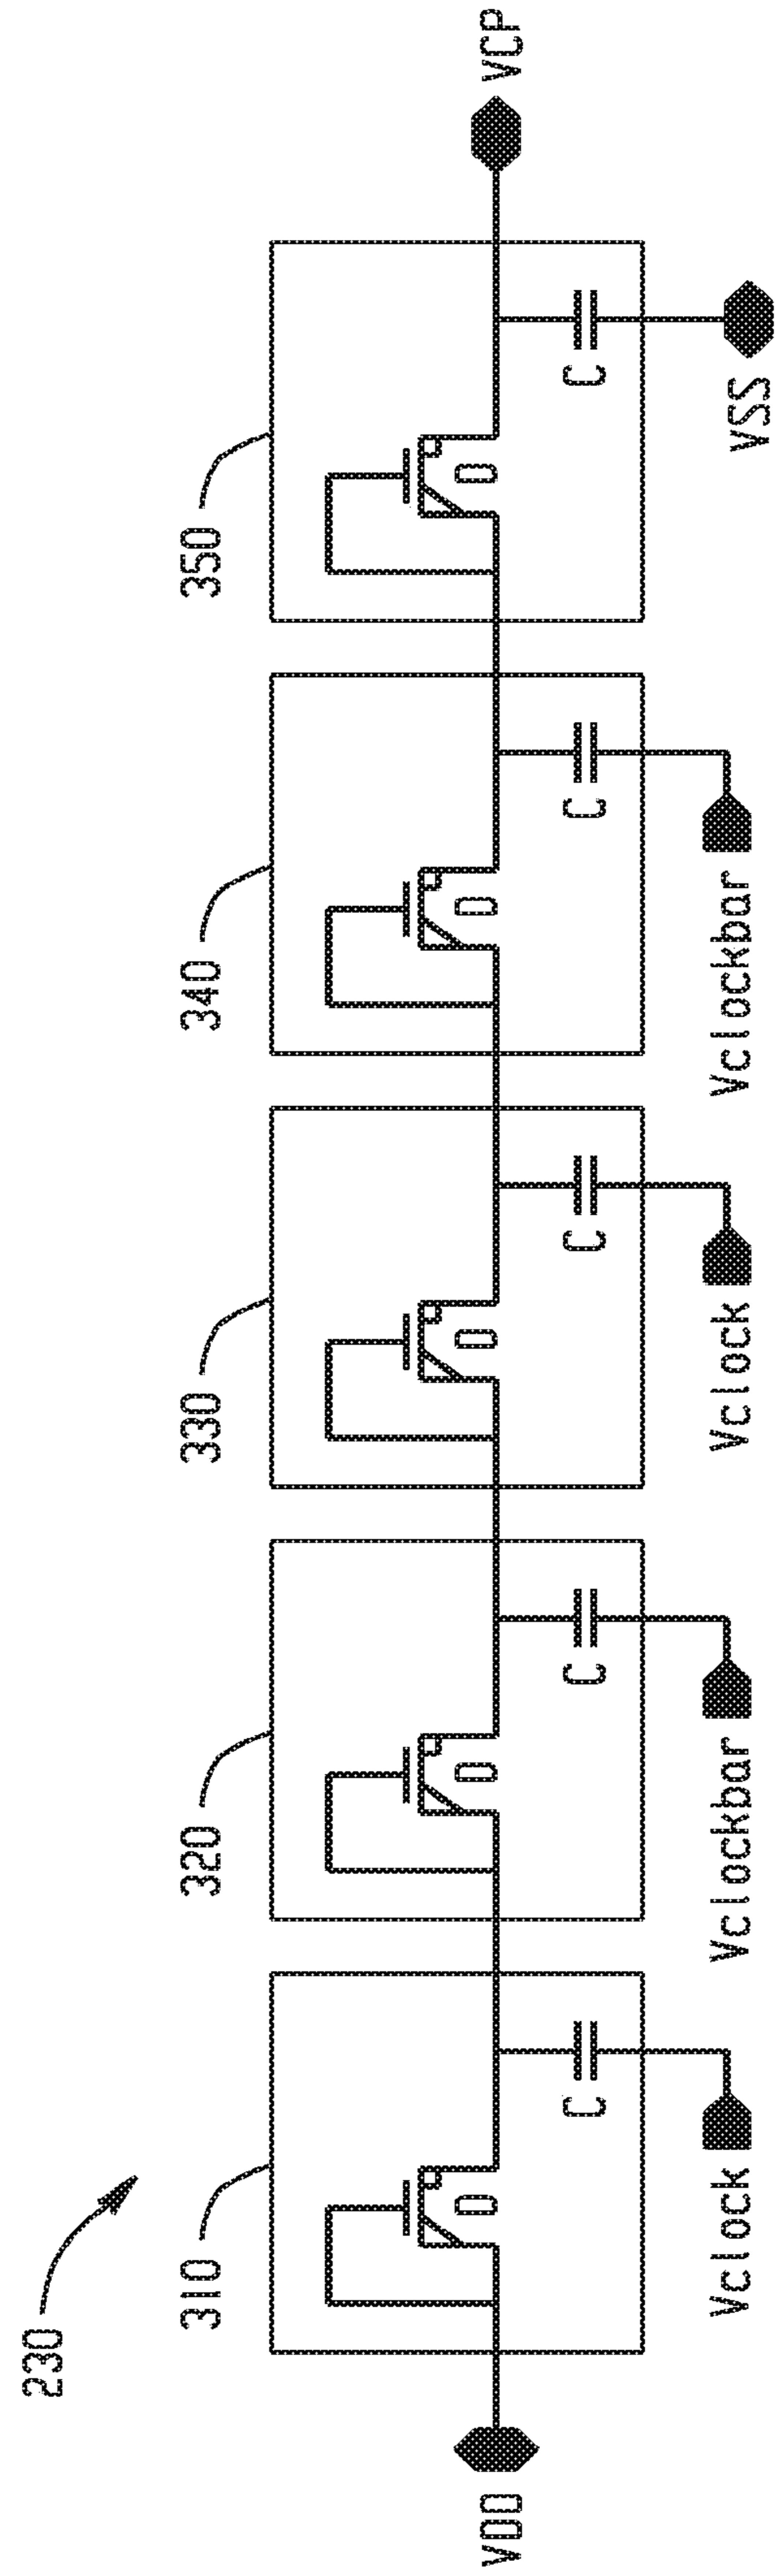 230
310
320
330
340
350
VDD
D
D
D
D
D
VCP
C
C
C
C
C
Vclock
Vclockbar
Vclock
Vclockbar
VSS